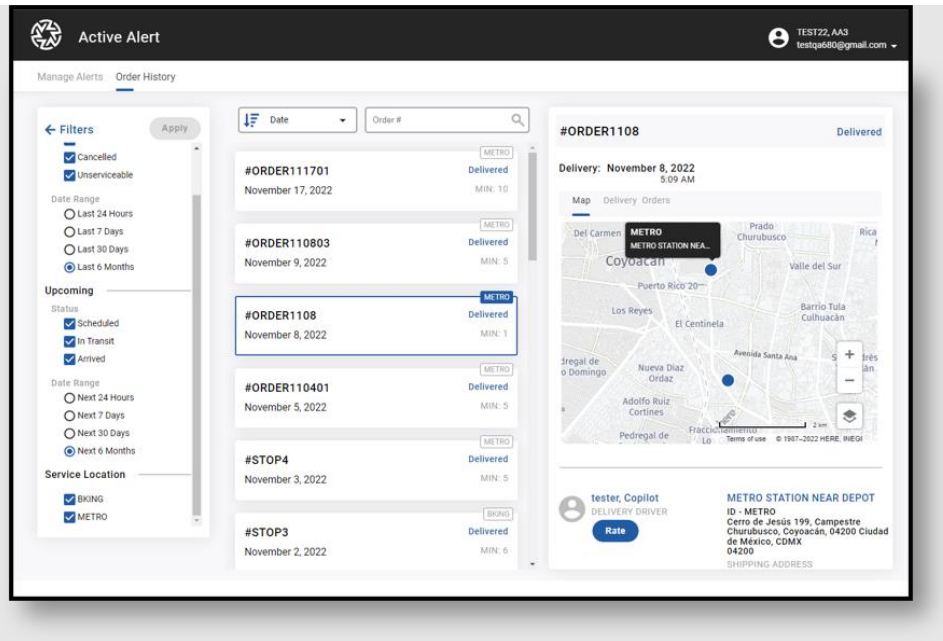 Active Alert
TEST22, AA3
testqa680@gmail.com
Manage Alerts Order History
Filters
Apply
Cancelled
Unserviceable
Date Range
Last 24 Hours
Last 7 Days
Last 30 Days
Last 6 Months
Upcoming
Status
Scheduled
In Transit
Arrived
Date Range
Next 24 Hours
Next 7 Days
Next 30 Days
Next 6 Months
Service Location
BKING
METRO
Date
Order #
METRO
#ORDER111701 Delivered
November 17, 2022 MIN: 10
METRO
#ORDER110803 Delivered
November 9, 2022 MIN: 5
METRO
#ORDER1108 Delivered
November 8, 2022 MIN: 1
METRO
#ORDER110401 Delivered
November 5, 2022 MIN: 5
METRO
#STOP4 Delivered
November 3, 2022 MIN: 5
BKING
#STOP3 Delivered
November 2, 2022 MIN: 6
#ORDER1108 Delivered
Delivery: November 8, 2022
5:09 AM
Map Delivery Orders
Del Carmen
METRO
METRO STATION NEA...
Prado
Churubusco
Rica
Coyoacán
Valle del Sur
Puerto Rico 20
Los Reyes
Barrio Tula
Culhuacán
El Centinela
Avenida Santa Ana
dregal de
o Domingo
Nueva Díaz
Ordaz
Adolfo Ruiz
Cortines
Pedregal de
Fraccionamiento
Lo
here
2 km
Terms of use © 1987–2022 HERE, INEGI
tester, Copilot
DELIVERY DRIVER
Rate
METRO STATION NEAR DEPOT
ID - METRO
Cerro de Jesús 199, Campestre
Churubusco, Coyoacán, 04200 Ciudad
de México, CDMX
04200
SHIPPING ADDRESS